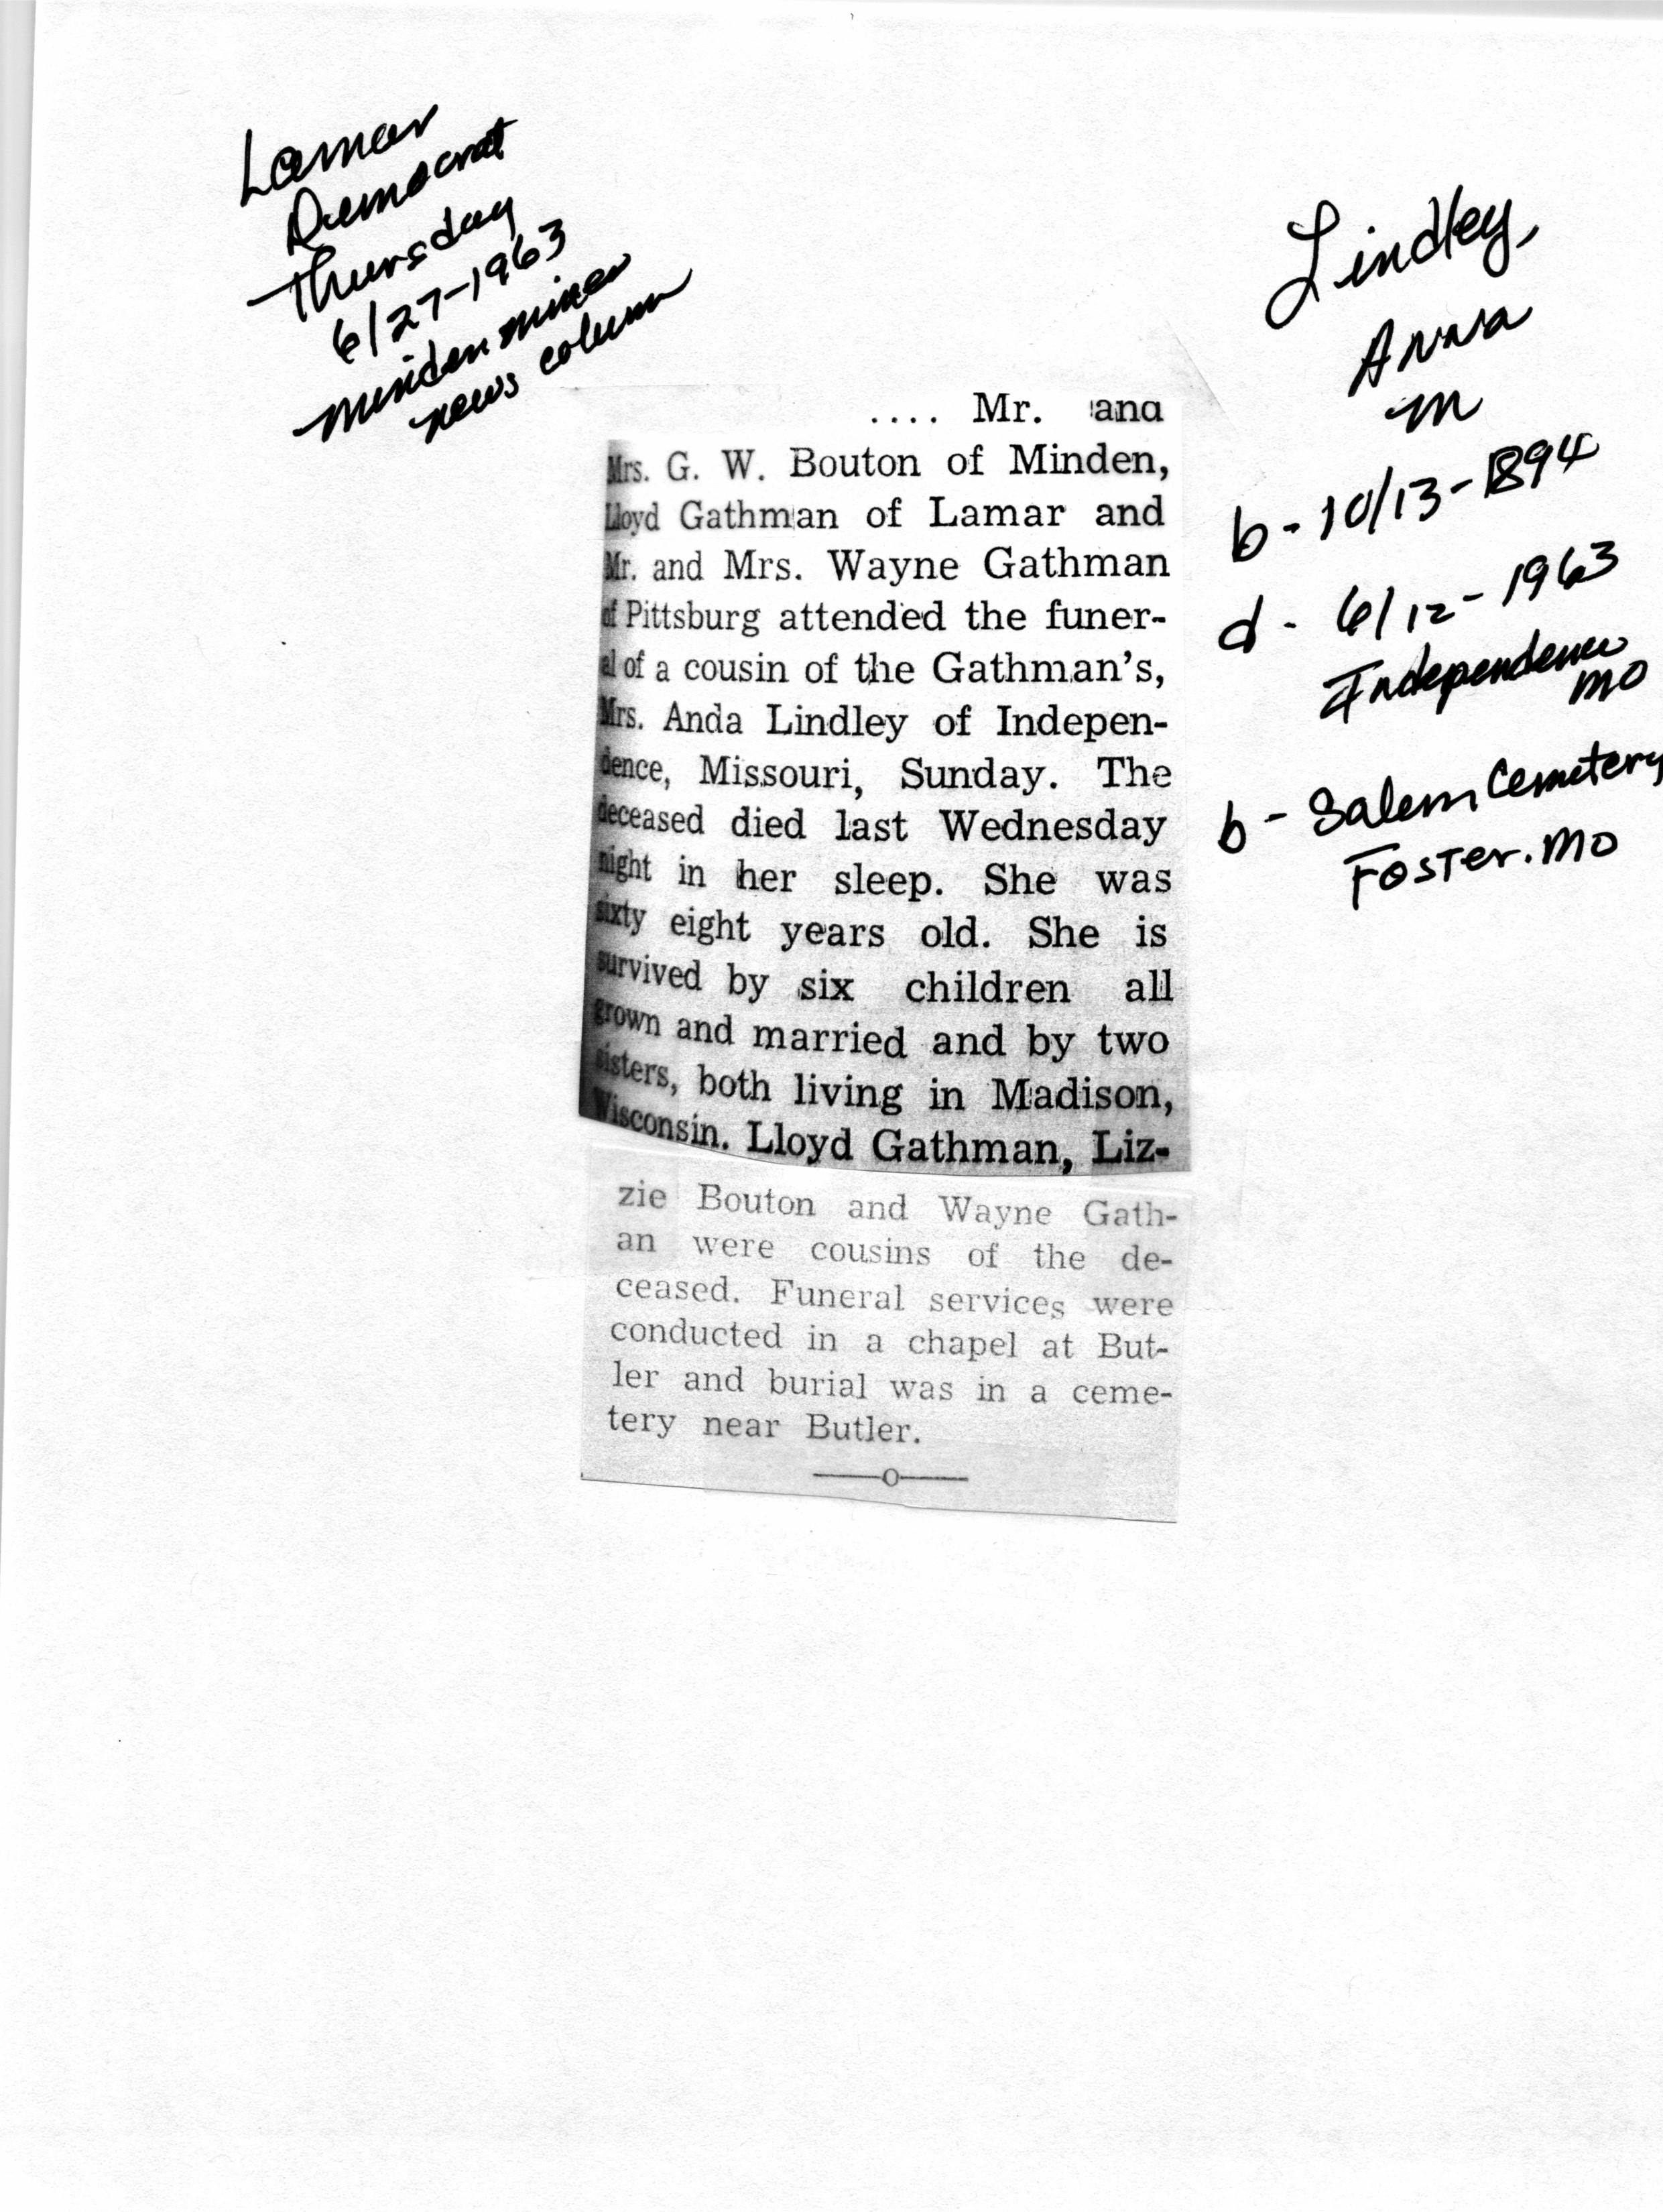 Lamar
Democrat
Thursday
6/27-1963
minden mines
news column
Lindley,
Anna
m
b - 10/13-1894
d - 6/12-1963
Independence
MO
b - Salem Cemetery
Foster. MO
.... Mr. and
Mrs. G. W. Bouton of Minden,
Lloyd Gathman of Lamar and
Mr. and Mrs. Wayne Gathman
of Pittsburg attended the funer-
al of a cousin of the Gathman's,
Mrs. Anda Lindley of Indepen-
dence, Missouri, Sunday. The
deceased died last Wednesday
night in her sleep. She was
sixty eight years old. She is
survived by six children all
grown and married and by two
sisters, both living in Madison,
Wisconsin. Lloyd Gathman, Liz-
zie Bouton and Wayne Gath-
an were cousins of the de-
ceased. Funeral services were
conducted in a chapel at But-
ler and burial was in a ceme-
tery near Butler.